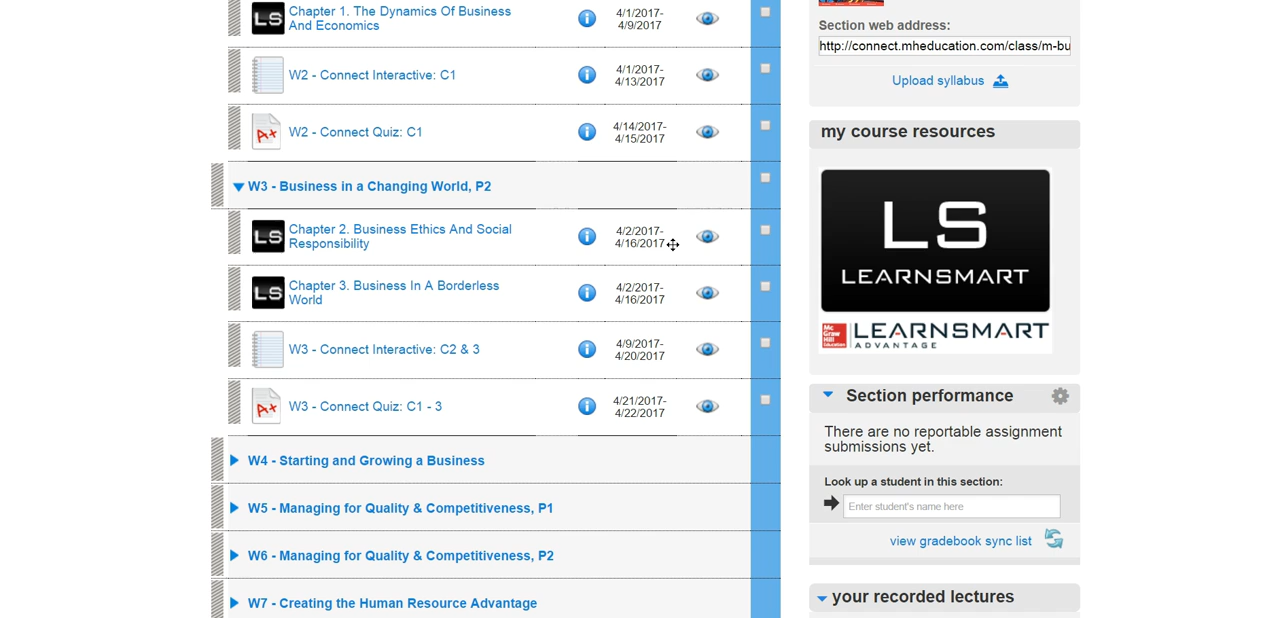 LS
Chapter 1. The Dynamics Of Business
And Economics
4/1/2017-
4/9/2017
W2 - Connect Interactive: C1
4/1/2017-
4/13/2017
A+
W2 - Connect Quiz: C1
4/14/2017-
4/15/2017
W3 - Business in a Changing World, P2
LS
Chapter 2. Business Ethics And Social
Responsibility
4/2/2017-
4/16/2017
LS
Chapter 3. Business In A Borderless
World
4/2/2017-
4/16/2017
W3 - Connect Interactive: C2 & 3
4/9/2017-
4/20/2017
A+
W3 - Connect Quiz: C1 - 3
4/21/2017-
4/22/2017
W4 - Starting and Growing a Business
W5 - Managing for Quality & Competitiveness, P1
W6 - Managing for Quality & Competitiveness, P2
W7 - Creating the Human Resource Advantage
Section web address:
http://connect.mheducation.com/class/m-bu
Upload syllabus
my course resources
LS
LEARNSMART
Mc
Graw
Hill
Education
LEARNSMART
ADVANTAGE
Section performance
There are no reportable assignment
submissions yet.
Look up a student in this section:
Enter student's name here
view gradebook sync list
your recorded lectures